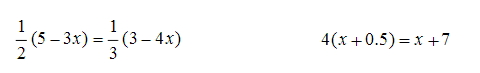 1/2 (5 – 3x) = 1/3 (3 – 4x)    4(x + 0.5) = x + 7